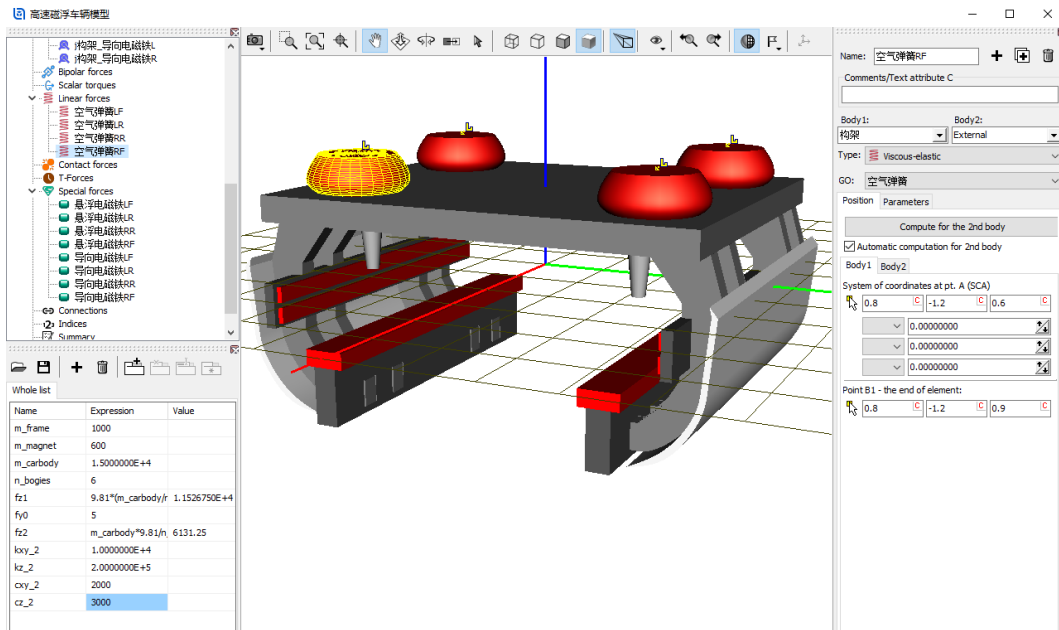 高速磁浮车辆模型
构架_导向电磁铁L
构架_导向电磁铁R
Bipolar forces
Scalar torques
Linear forces
空气弹簧LF
空气弹簧LR
空气弹簧RR
空气弹簧RF
Contact forces
T-Forces
Special forces
悬浮电磁铁LF
悬浮电磁铁LR
悬浮电磁铁RR
悬浮电磁铁RF
导向电磁铁LF
导向电磁铁LR
导向电磁铁RR
导向电磁铁RF
Connections
Indices
Summary
Whole list
Name Expression Value
m_frame 1000
m_magnet 600
m_carbody 1.5000000E+4
n_bogies 6
fz1 9.81*(m_carbody/r 1.1526750E+4
fy0 5
fz2 m_carbody*9.81/n_ 6131.25
kxy_2 1.0000000E+4
kz_2 2.0000000E+5
cxy_2 2000
cz_2 3000
Name: 空气弹簧RF
Comments/Text attribute C
Body1: Body2:
构架 External
Type: Viscous-elastic
GO: 空气弹簧
Position Parameters
Compute for the 2nd body
Automatic computation for 2nd body
Body1 Body2
System of coordinates at pt. A (SCA)
0.8 C -1.2 C 0.6 C
0.00000000
0.00000000
0.00000000
Point B1 - the end of element:
0.8 C -1.2 C 0.9 C